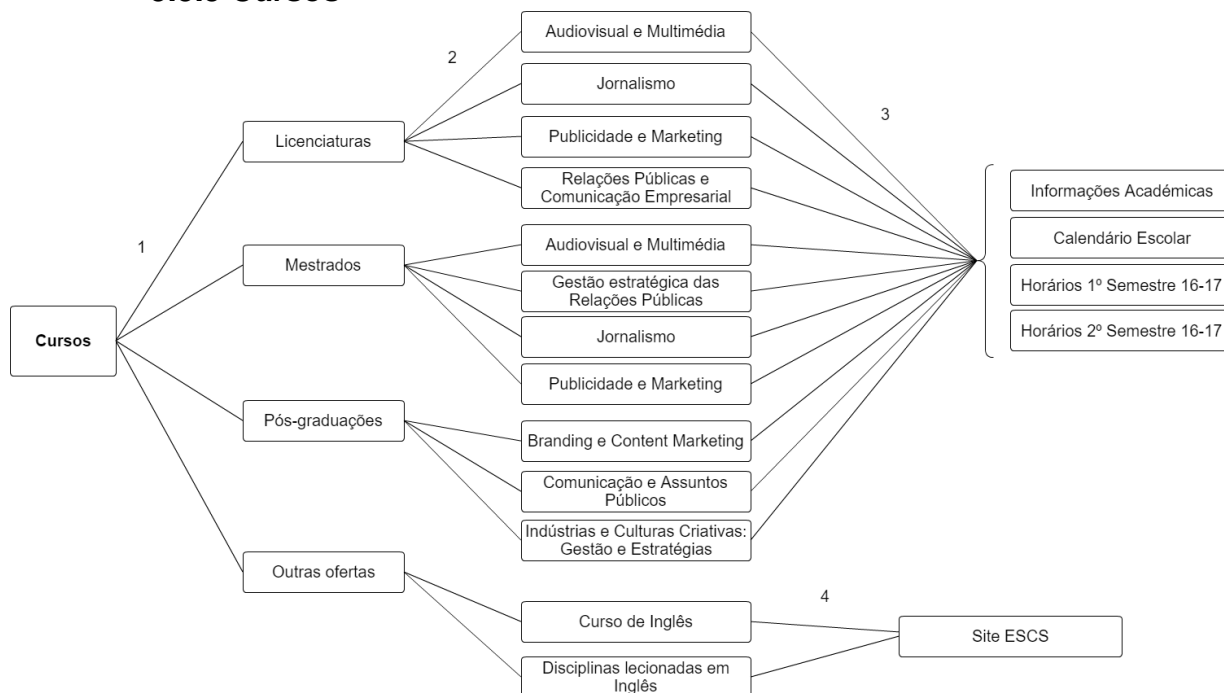 Cursos
Audiovisual e Multimédia
2
Jornalismo
3
Publicidade e Marketing
Licenciaturas
Relações Públicas e
Comunicação Empresarial
Informações Académicas
Calendário Escolar
Horários 1º Semestre 16-17
Horários 2º Semestre 16-17
1
Audiovisual e Multimédia
Mestrados
Gestão estratégica das
Relações Públicas
Jornalismo
Publicidade e Marketing
Cursos
Pós-graduações
Branding e Content Marketing
Comunicação e Assuntos
Públicos
Indústrias e Culturas Criativas:
Gestão e Estratégias
Outras ofertas
Curso de Inglês
4
Site ESCS
Disciplinas lecionadas em
Inglês